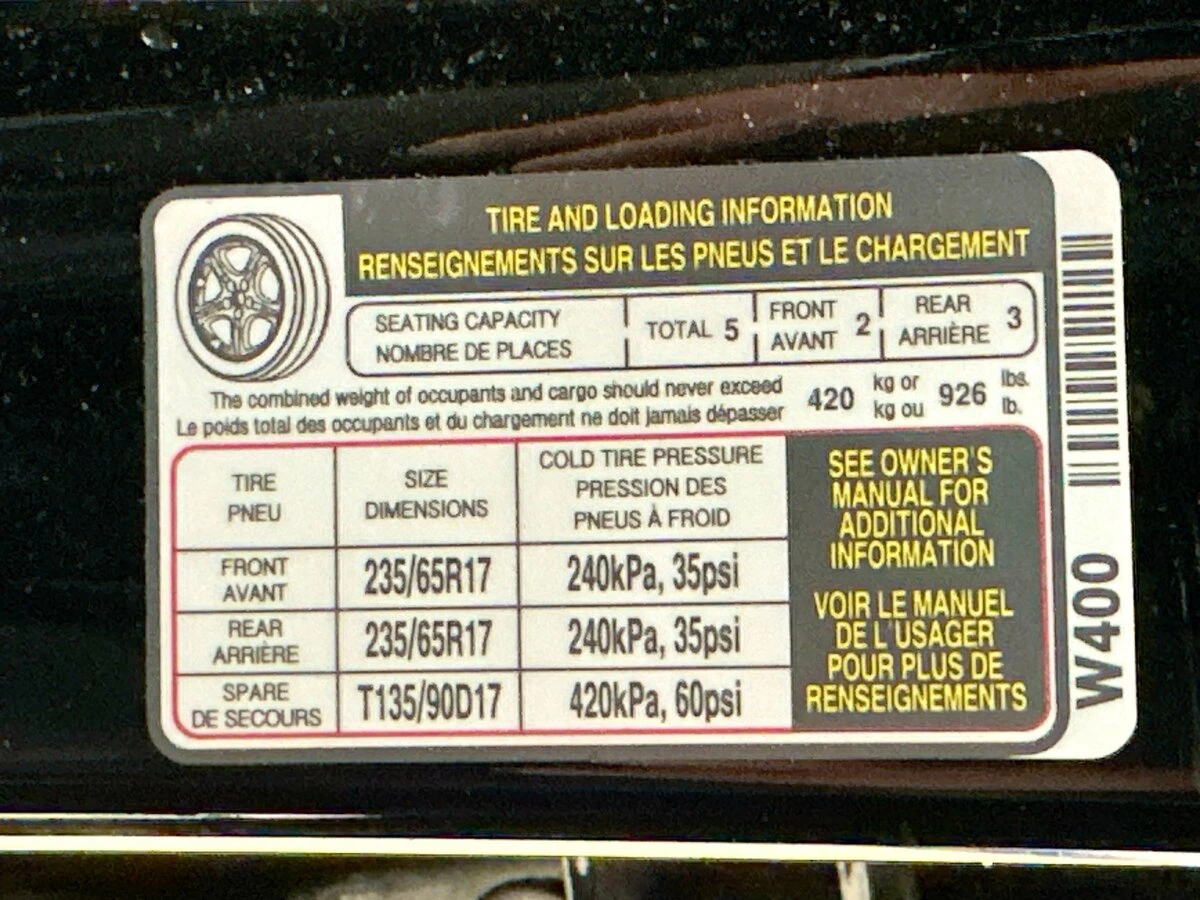 TIRE AND LOADING INFORMATION
RENSEIGNEMENTS SUR LES PNEUS ET LE CHARGEMENT
SEATING CAPACITY
NOMBRE DE PLACES
TOTAL 5
FRONT
AVANT 2
REAR
ARRIÈRE 3
The combined weight of occupants and cargo should never exceed 420 kg or 926 lbs.
Le poids total des occupants et du chargement ne doit jamais dépasser kg ou lb.
TIRE
PNEU
SIZE
DIMENSIONS
COLD TIRE PRESSURE
PRESSION DES
PNEUS À FROID
FRONT
AVANT
235/65R17
240kPa, 35psi
REAR
ARRIÈRE
235/65R17
240kPa, 35psi
SPARE
DE SECOURS
T135/90D17
420kPa, 60psi
SEE OWNER'S
MANUAL FOR
ADDITIONAL
INFORMATION
VOIR LE MANUEL
DE L'USAGER
POUR PLUS DE
RENSEIGNEMENTS
W400